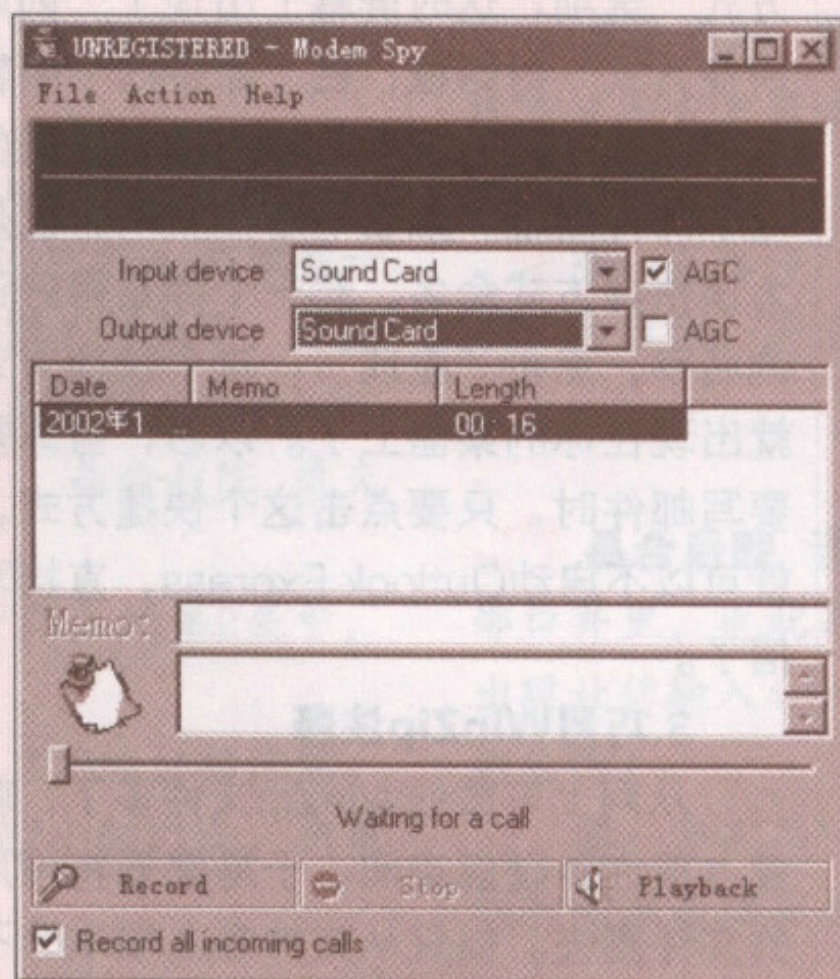 UNREGISTERED - Modem Spy
File Action Help
Input device Sound Card AGC
Output device Sound Card AGC
Date Memo Length
2002年1 ... 00:16
Memo:
Waiting for a call
Record Stop Playback
Record all incoming calls